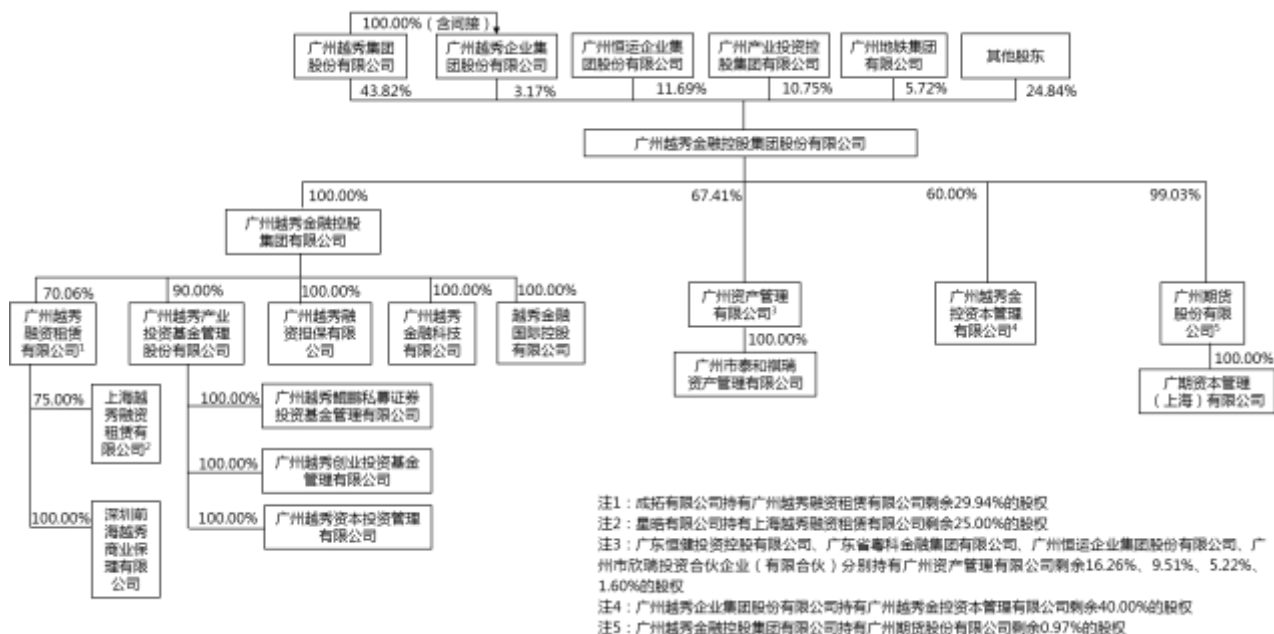 100.00%（含间接）
广州越秀集团
股份有限公司
广州越秀企业集
团股份有限公司
广州恒运企业集
团股份有限公司
广州产业投资控
股集团有限公司
广州地铁集团
有限公司
其他股东
43.82%
3.17%
11.69%
10.75%
5.72%
24.84%
广州越秀金融控股集团股份有限公司
100.00%
67.41%
60.00%
99.03%
广州越秀金融控股
集团有限公司
70.06%
90.00%
100.00%
100.00%
100.00%
广州越秀
融资租赁
有限公司1
广州越秀产业
投资基金管理
股份有限公司
广州越秀融
资担保有限
公司
广州越秀
金融科技
有限公司
越秀金融
国际控股
有限公司
广州资产管理
有限公司3
广州越秀金
控资本管理
有限公司4
广州期货
股份有限
公司5
100.00%
广州市泰和祺瑞
资产管理有限公司
100.00%
广期资本管理
（上海）有限公司
75.00%
上海越
秀融资
租赁有
限公司2
100.00%
深圳前
海越秀
商业保
理有限
公司
100.00%
广州越秀鲲鹏私募证券
投资基金管理有限公司
100.00%
广州越秀创业投资基金
管理有限公司
100.00%
广州越秀资本投资管理
有限公司
注1：成拓有限公司持有广州越秀融资租赁有限公司剩余29.94%的股权
注2：星皓有限公司持有上海越秀融资租赁有限公司剩余25.00%的股权
注3：广东恒健投资控股有限公司、广东省粤科金融集团有限公司、广州恒运企业集团股份有限公司、广
州市欣瑞投资合伙企业（有限合伙）分别持有广州资产管理有限公司剩余16.26%、9.51%、5.22%、
1.60%的股权
注4：广州越秀企业集团股份有限公司持有广州越秀金控资本管理有限公司剩余40.00%的股权
注5：广州越秀金融控股集团有限公司持有广州期货股份有限公司剩余0.97%的股权